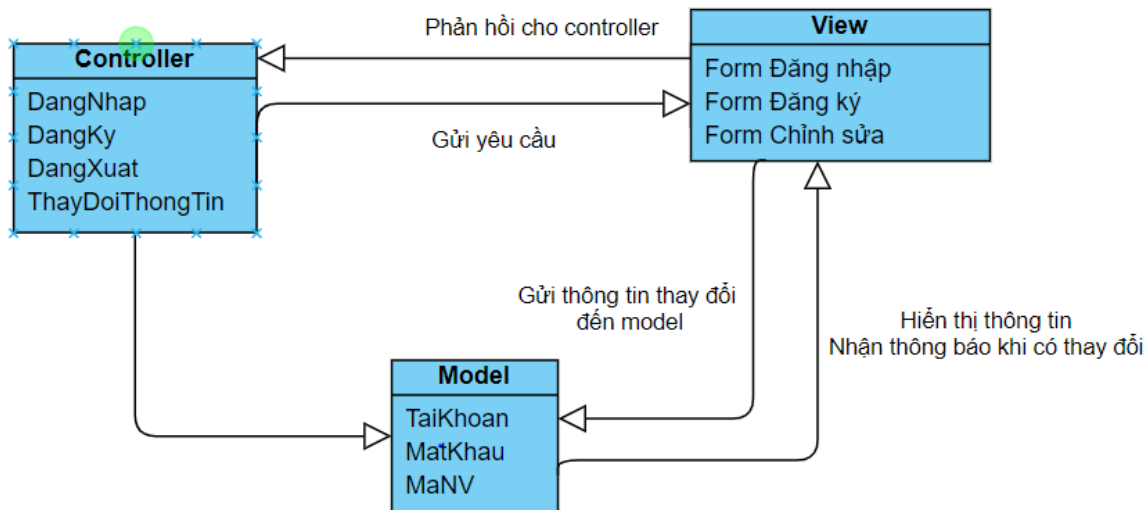 Phản hồi cho controller
View
Controller
Form Đăng nhập
Form Đăng ký
Form Chỉnh sửa
DangNhap
DangKy
DangXuat
ThayDoiThongTin
Gửi yêu cầu
Gửi thông tin thay đổi
đến model
Hiển thị thông tin
Nhận thông báo khi có thay đổi
Model
TaiKhoan
MatKhau
MaNV